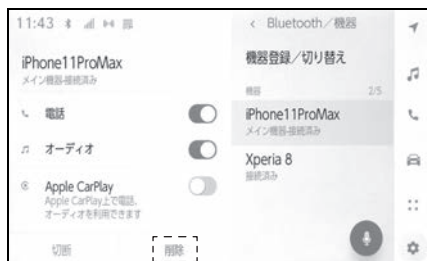 11:43
iPhone11ProMax
メイン機器-接続済み
電話
オーディオ
Apple CarPlay
Apple CarPlay上で電話、
オーディオを利用できます
切断
削除
< Bluetooth／機器
機器登録／切り替え
機器 2/5
iPhone11ProMax
メイン機器-接続済み
Xperia 8
接続済み